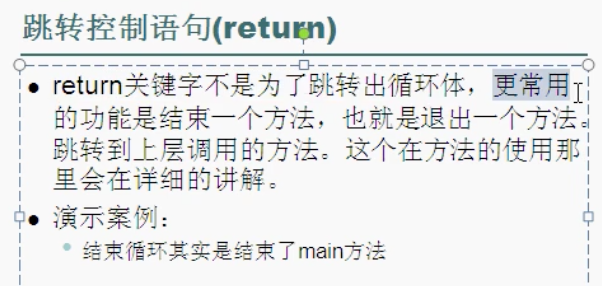 跳转控制语句(return)
return关键字不是为了跳转出循环体，更常用
的功能是结束一个方法，也就是退出一个方法。
跳转到上层调用的方法。这个在方法的使用那
里会在详细的讲解。
演示案例：
结束循环其实是结束了main方法